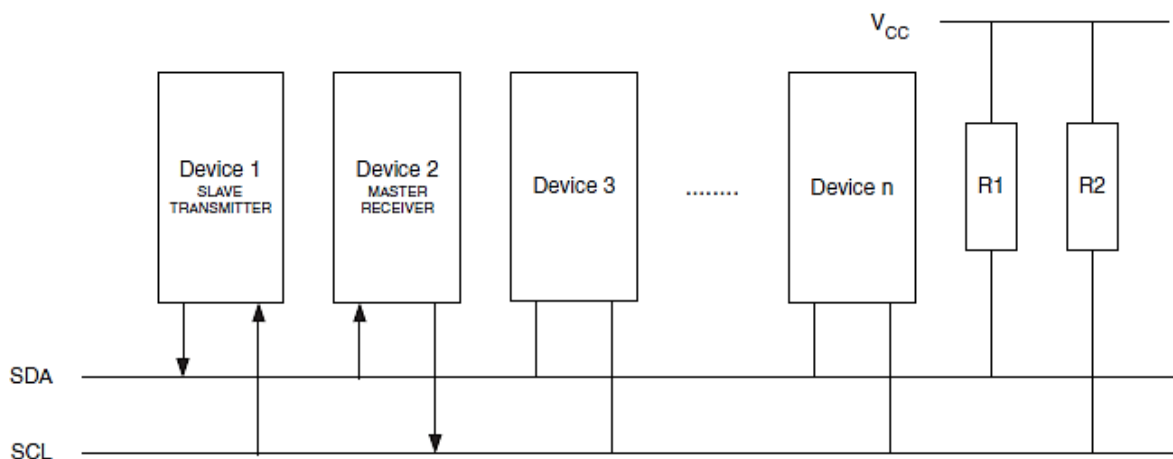 VCC
Device 1
SLAVE
TRANSMITTER
Device 2
MASTER
RECEIVER
Device 3
........
Device n
R1
R2
SDA
SCL